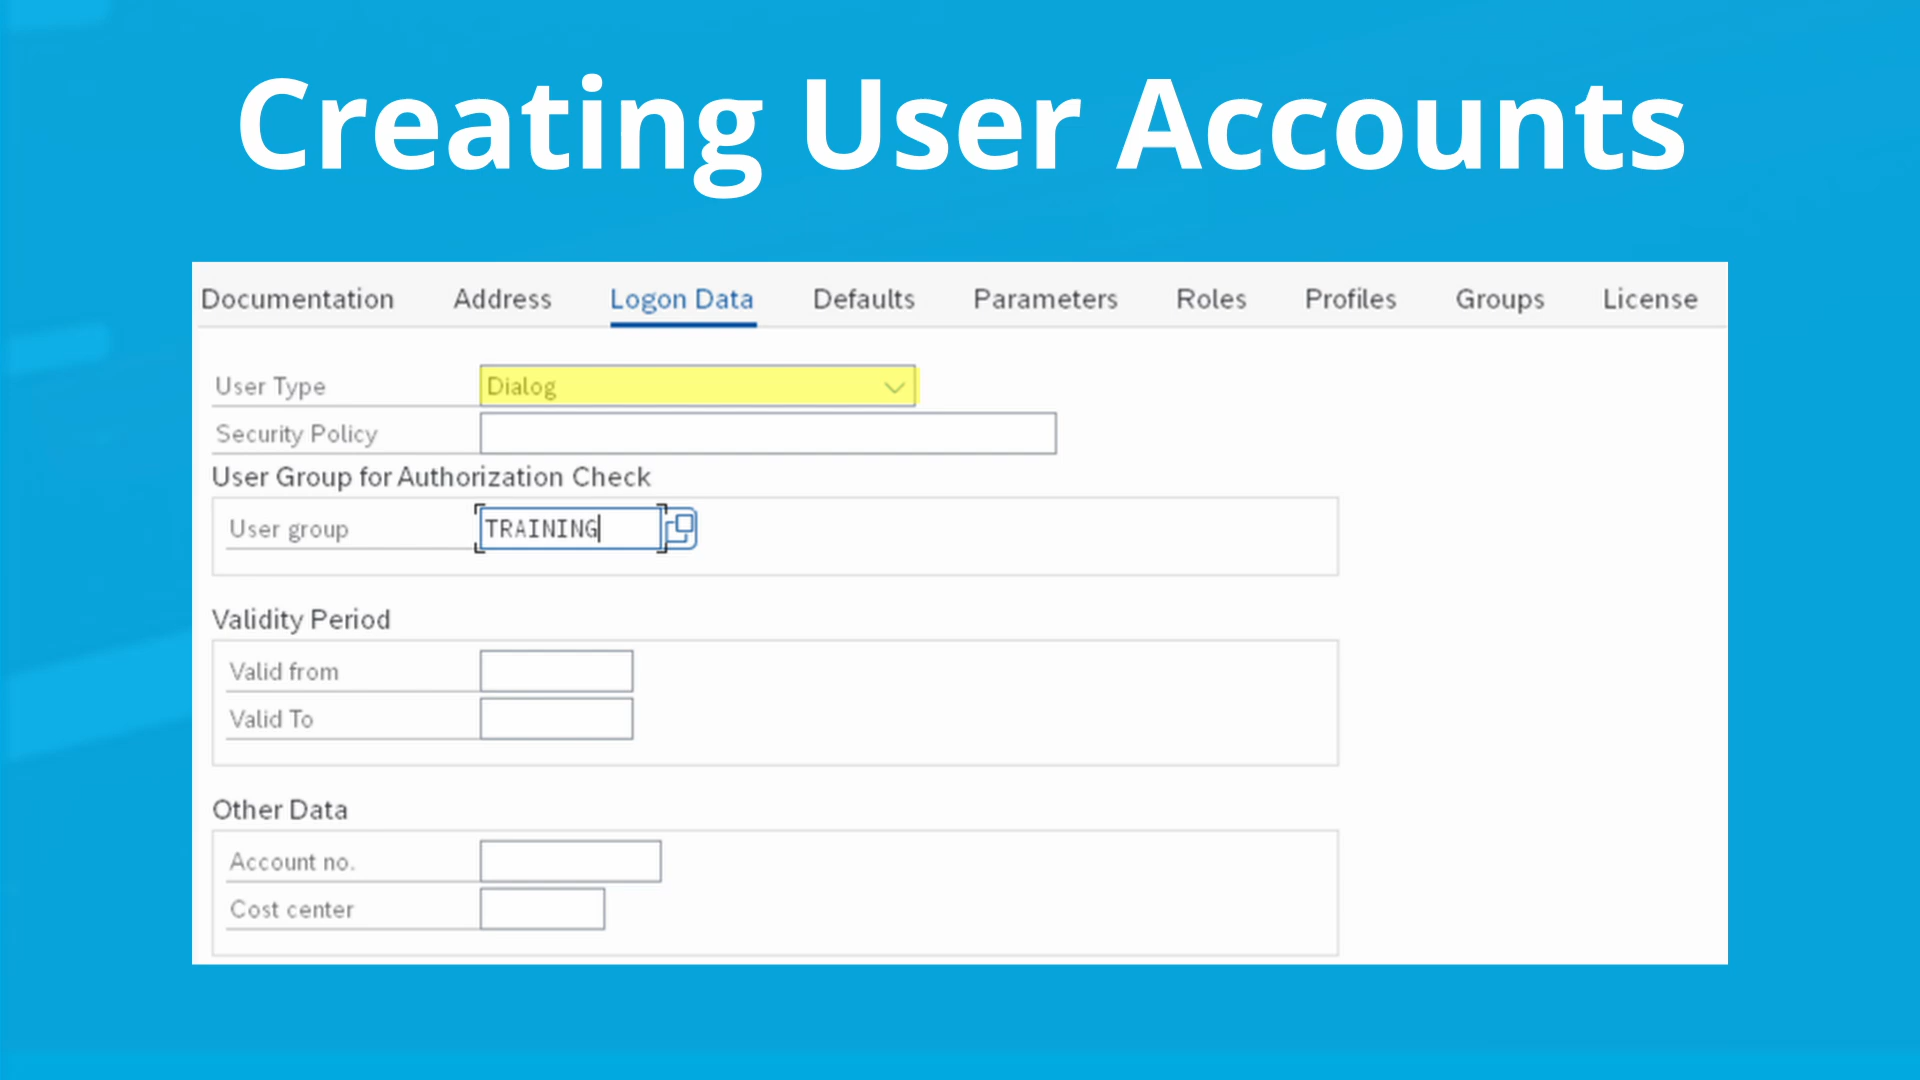 Creating User Accounts
Documentation Address Logon Data Defaults Parameters Roles Profiles Groups License
User Type Dialog
Security Policy
User Group for Authorization Check
User group TRAINING
Validity Period
Valid from
Valid To
Other Data
Account no.
Cost center